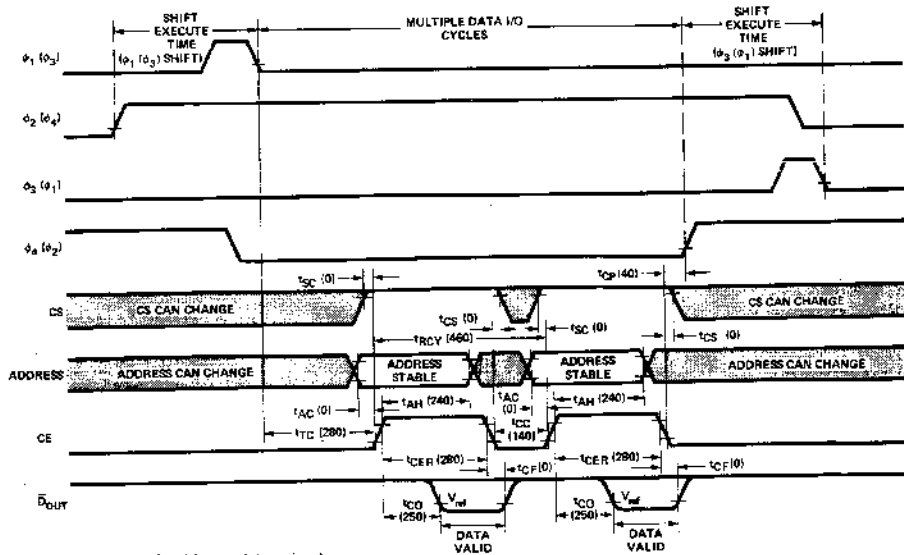 SHIFT
EXECUTE
TIME
(φ1 (φ3) SHIFT)
MULTIPLE DATA I/O
CYCLES
SHIFT
EXECUTE
TIME
(φ3 (φ1) SHIFT)
φ1 (φ3)
φ2 (φ4)
φ3 (φ1)
φ4 (φ2)
tSC (0)
tCP (40)
CS
CS CAN CHANGE
tCS (0)
tSC (0)
CS CAN CHANGE
tCS (0)
tRCY (460)
ADDRESS
ADDRESS CAN CHANGE
ADDRESS
STABLE
ADDRESS
STABLE
ADDRESS CAN CHANGE
tAC (0)
tAH (240)
tAC
(0)
tAH (240)
tTC (280)
tCC
(140)
CE
tCER (280)
tCF (0)
tCER (280)
tCF (0)
D̅OUT
tCO
(250)
Vref
tCO
(250)
Vref
DATA
VALID
DATA
VALID